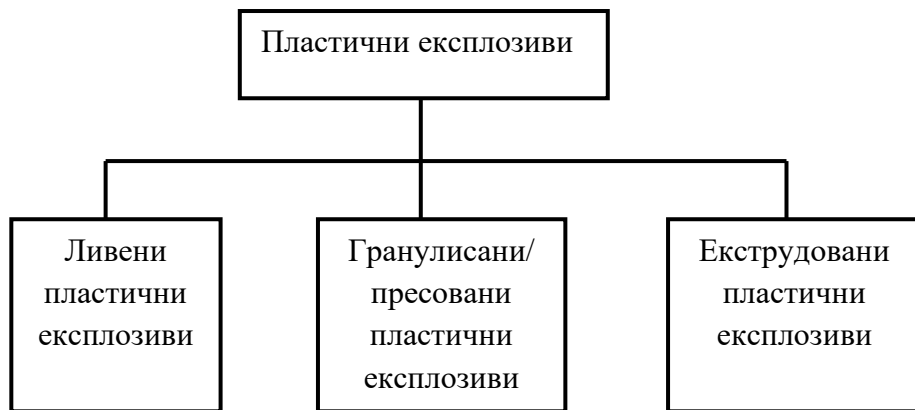 Пластични експлозиви
Ливени
пластични
експлозиви
Гранулисани/
пресовани
пластични
експлозиви
Екструдовани
пластични
експлозиви